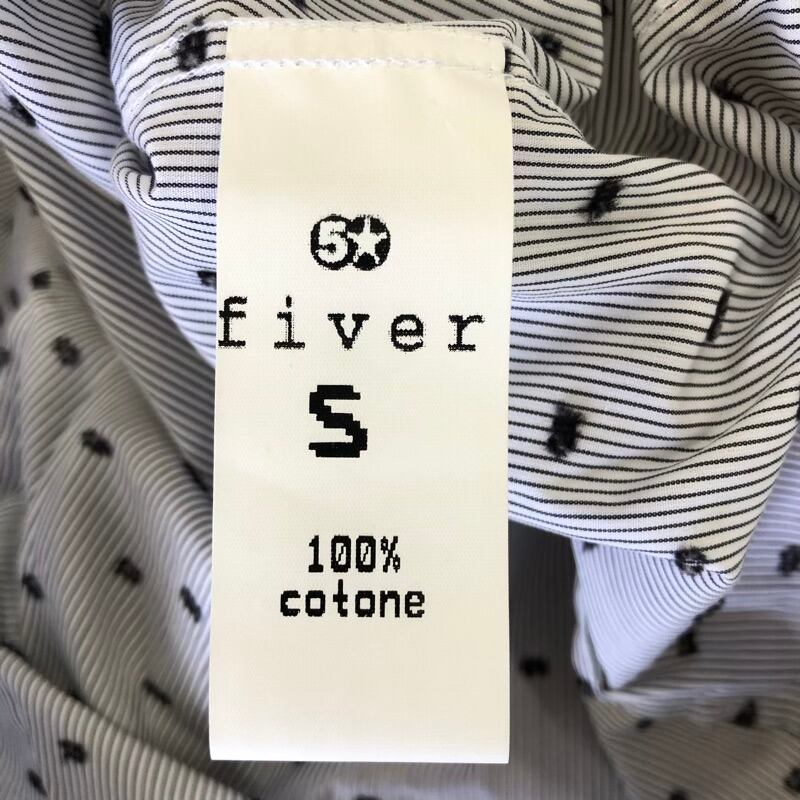 5★
fiver
S
100%
cotone